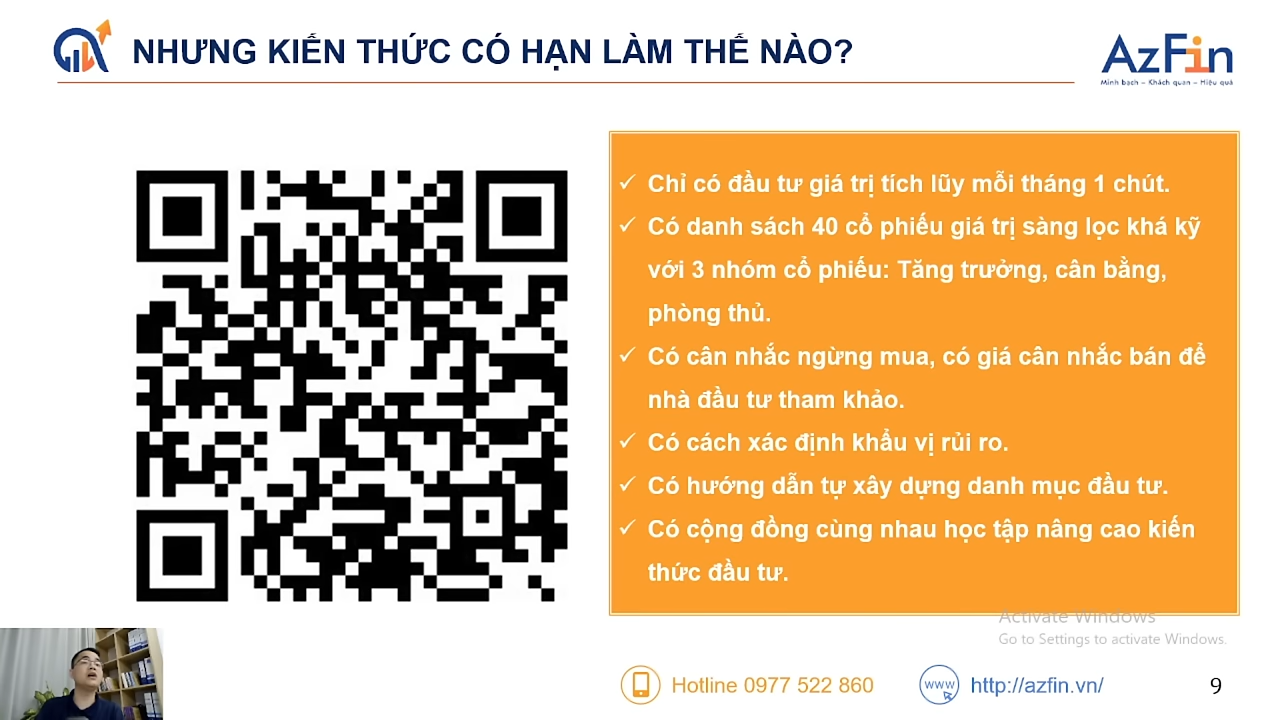 NHƯNG KIẾN THỨC CÓ HẠN LÀM THẾ NÀO?
AzFin
Minh bạch – Khách quan – Hiệu quả
✓ Chỉ có đầu tư giá trị tích lũy mỗi tháng 1 chút.
✓ Có danh sách 40 cổ phiếu giá trị sàng lọc khá kỹ
với 3 nhóm cổ phiếu: Tăng trưởng, cân bằng,
phòng thủ.
✓ Có cân nhắc ngừng mua, có giá cân nhắc bán để
nhà đầu tư tham khảo.
✓ Có cách xác định khẩu vị rủi ro.
✓ Có hướng dẫn tự xây dựng danh mục đầu tư.
✓ Có cộng đồng cùng nhau học tập nâng cao kiến
thức đầu tư.
Activate Windows
Go to Settings to activate Windows.
Hotline 0977 522 860
www
http://azfin.vn/
9